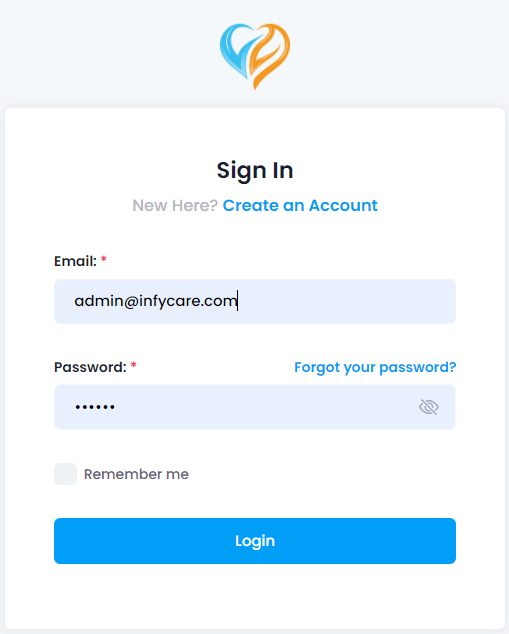 Sign In
New Here? Create an Account
Email: *
admin@infycare.com
Password: * Forgot your password?
••••••
Remember me
Login